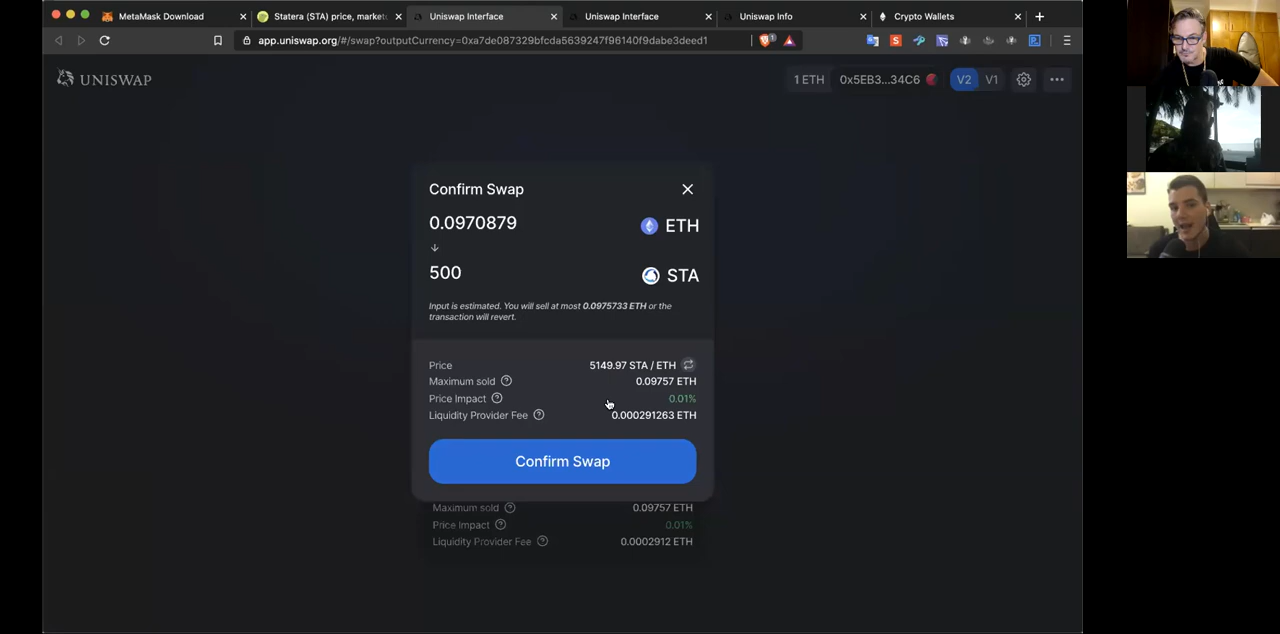 MetaMask Download
Statera (STA) price, market
Uniswap Interface
Uniswap Interface
Uniswap Info
Crypto Wallets
app.uniswap.org/#/swap?outputCurrency=0xa7de087329bfcda5639247f96140f9dabe3deed1
1
UNISWAP
1 ETH
0x5EB3...34C6
V2
V1
Confirm Swap
0.0970879
ETH
500
STA
Input is estimated. You will sell at most 0.0975733 ETH or the
transaction will revert.
Price
5149.97 STA / ETH
Maximum sold
0.09757 ETH
Price Impact
0.01%
Liquidity Provider Fee
0.000291263 ETH
Confirm Swap
Maximum sold
0.09757 ETH
Price Impact
0.01%
Liquidity Provider Fee
0.0002912 ETH